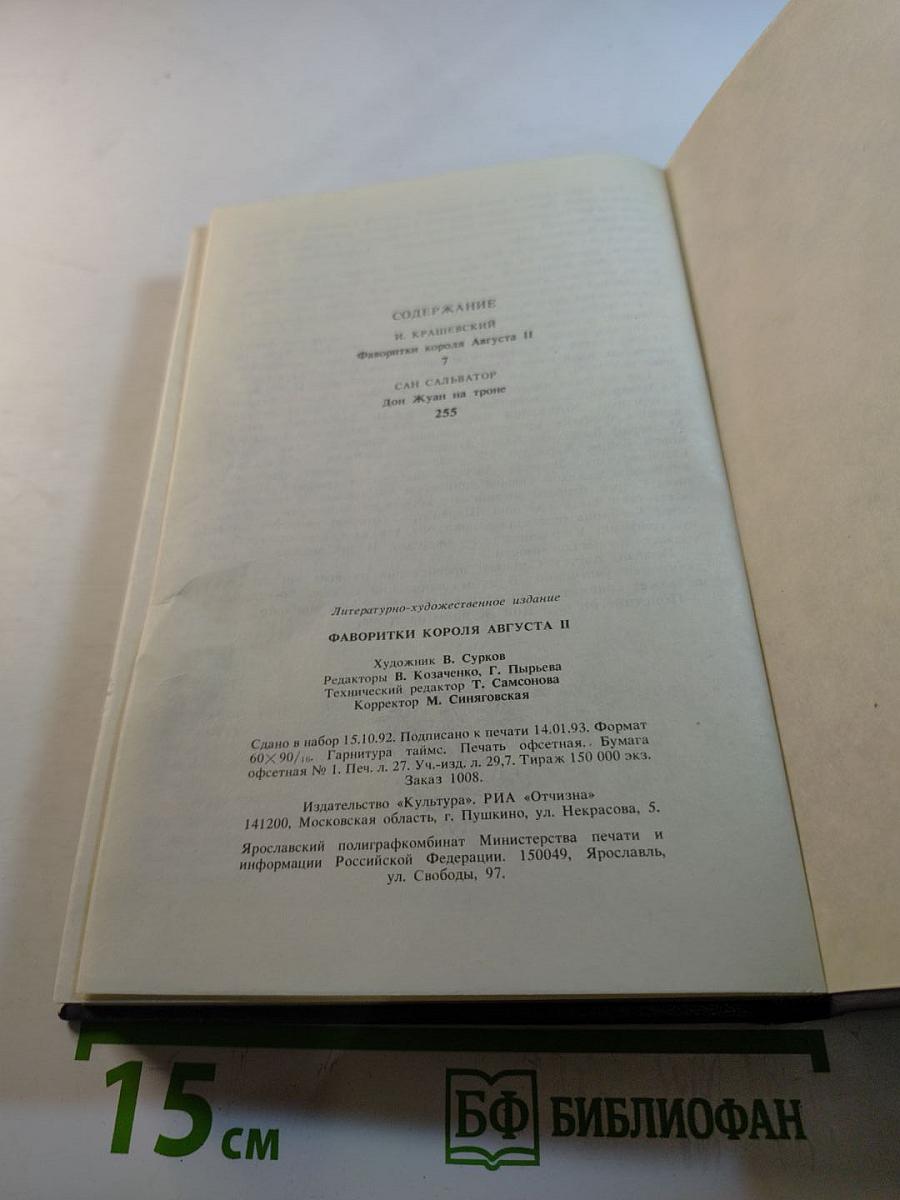 СОДЕРЖАНИЕ
И. КРАШЕВСКИЙ
Фаворитки короля Августа II
7
САН САЛЬВАТОР
Дон Жуан на троне
255
Литературно-художественное издание
ФАВОРИТКИ КОРОЛЯ АВГУСТА II
Художник В. Сурков
Редакторы В. Козаченко, Г. Пырьева
Технический редактор Т. Самсонова
Корректор М. Синяговская
Сдано в набор 15.10.92. Подписано к печати 14.01.93. Формат
60×90/16. Гарнитура таймс. Печать офсетная. Бумага
офсетная № 1. Печ. л. 27. Уч.-изд. л. 29,7. Тираж 150 000 экз.
Заказ 1008.
Издательство «Культура». РИА «Отчизна»
141200, Московская область, г. Пушкино, ул. Некрасова, 5.
Ярославский полиграфкомбинат Министерства печати и
информации Российской Федерации. 150049, Ярославль,
ул. Свободы, 97.
15 см
БФ БИБЛИОФАН